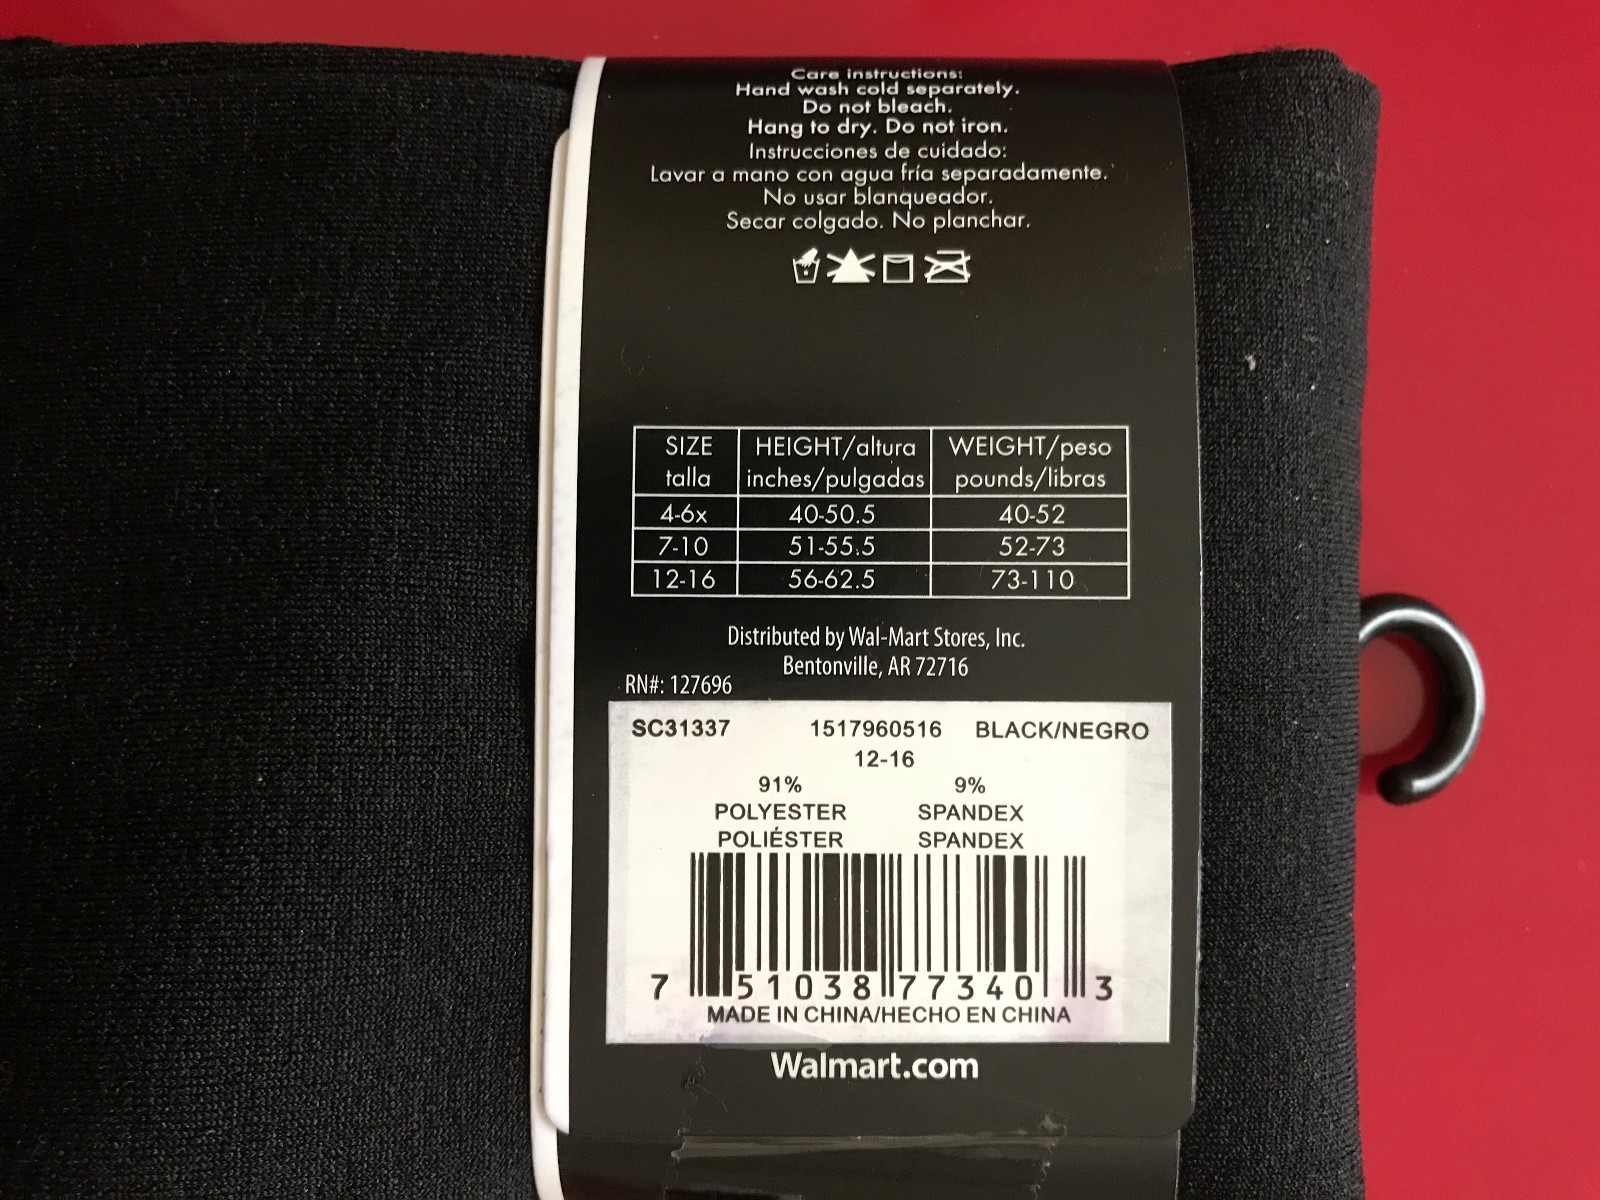 Care instructions:
Hand wash cold separately.
Do not bleach.
Hang to dry. Do not iron.
Instrucciones de cuidado:
Lavar a mano con agua fría separadamente.
No usar blanqueador.
Secar colgado. No planchar.
SIZE HEIGHT/altura WEIGHT/peso
talla inches/pulgadas pounds/libras
4-6x 40-50.5 40-52
7-10 51-55.5 52-73
12-16 56-62.5 73-110
Distributed by Wal-Mart Stores, Inc.
Bentonville, AR 72716
RN#: 127696
SC31337 1517960516 BLACK/NEGRO
12-16
91% 9%
POLYESTER SPANDEX
POLIÉSTER SPANDEX
7 51038 77340 3
MADE IN CHINA/HECHO EN CHINA
Walmart.com